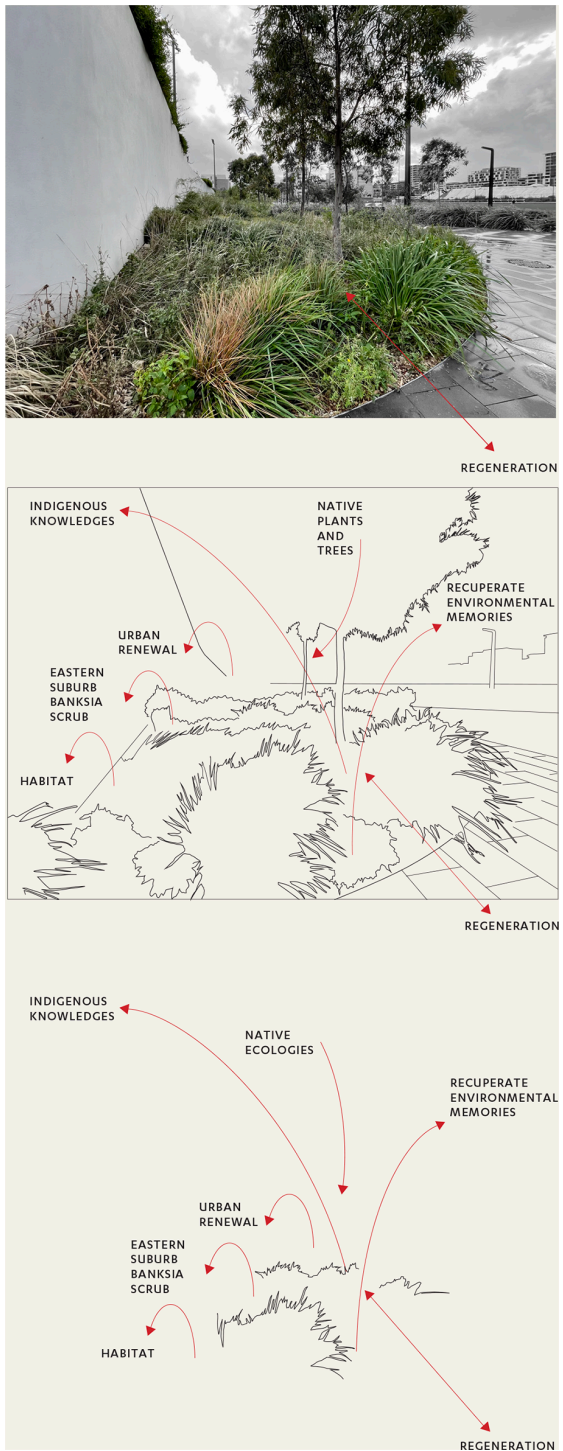 REGENERATION
INDIGENOUS
KNOWLEDGES
NATIVE
PLANTS
AND
TREES
RECUPERATE
ENVIRONMENTAL
MEMORIES
URBAN
RENEWAL
EASTERN
SUBURB
BANKSIA
SCRUB
HABITAT
REGENERATION
INDIGENOUS
KNOWLEDGES
NATIVE
ECOLOGIES
RECUPERATE
ENVIRONMENTAL
MEMORIES
URBAN
RENEWAL
EASTERN
SUBURB
BANKSIA
SCRUB
HABITAT
REGENERATION